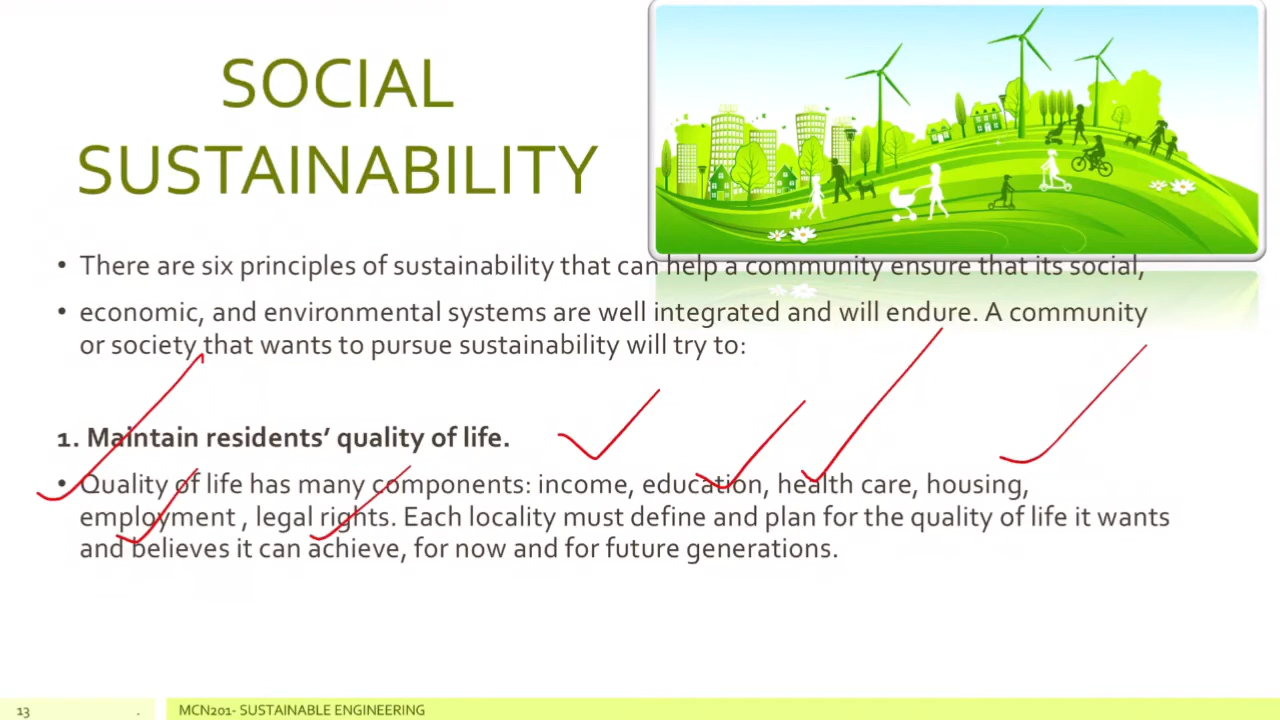 SOCIAL
SUSTAINABILITY
• There are six principles of sustainability that can help a community ensure that its social,
• economic, and environmental systems are well integrated and will endure. A community
or society that wants to pursue sustainability will try to:
1. Maintain residents’ quality of life.
• Quality of life has many components: income, education, health care, housing,
employment , legal rights. Each locality must define and plan for the quality of life it wants
and believes it can achieve, for now and for future generations.
13 . MCN201- SUSTAINABLE ENGINEERING